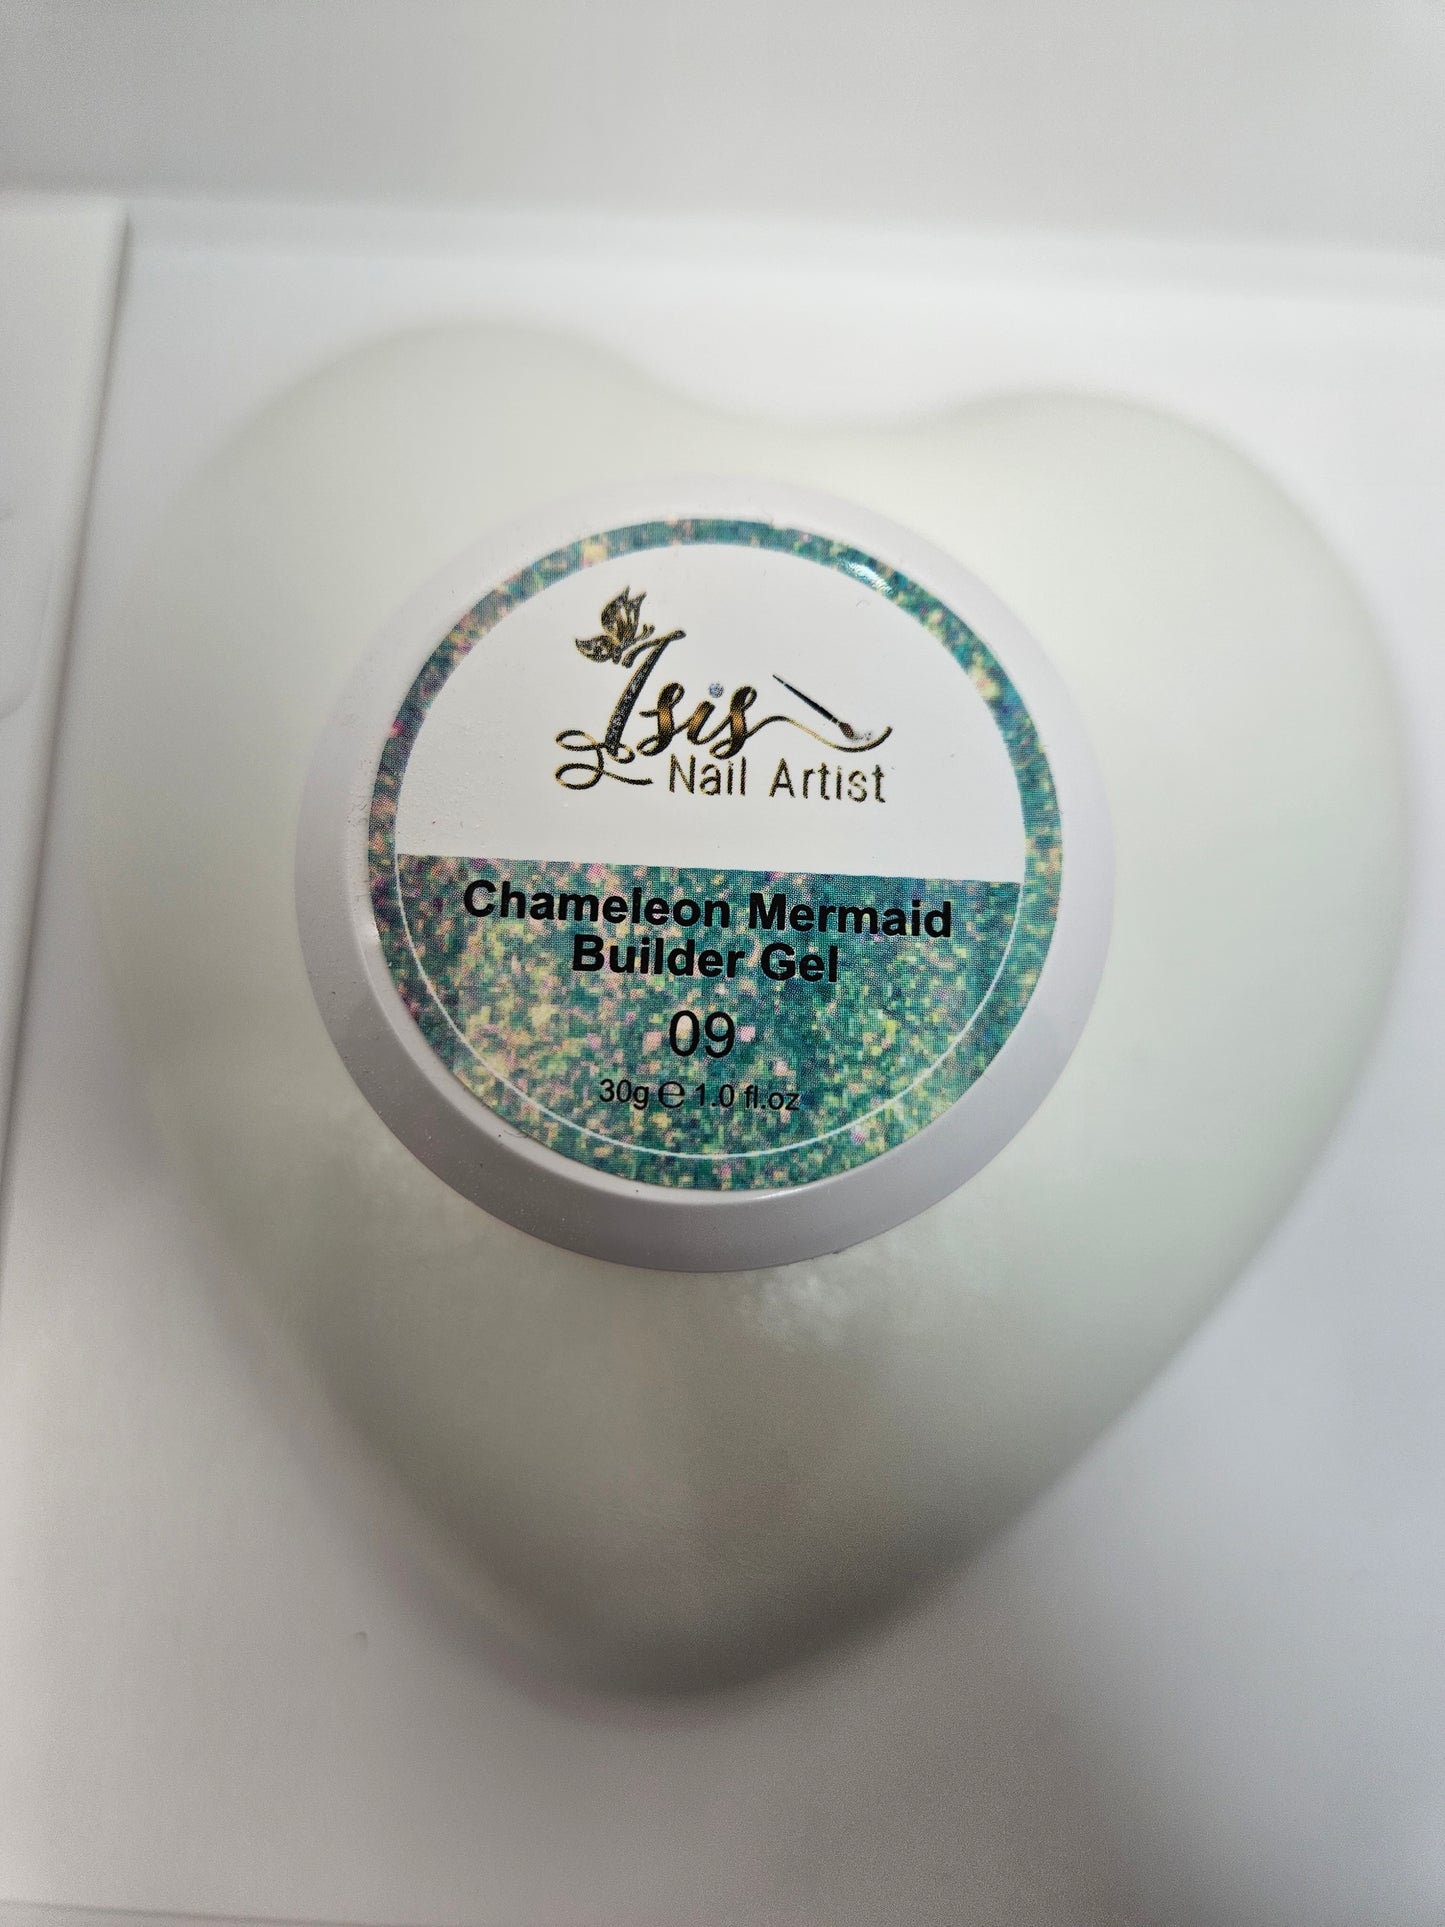 Isis
Nail Artist
Chameleon Mermaid
Builder Gel
09
30g ℮ 1.0 fl.oz